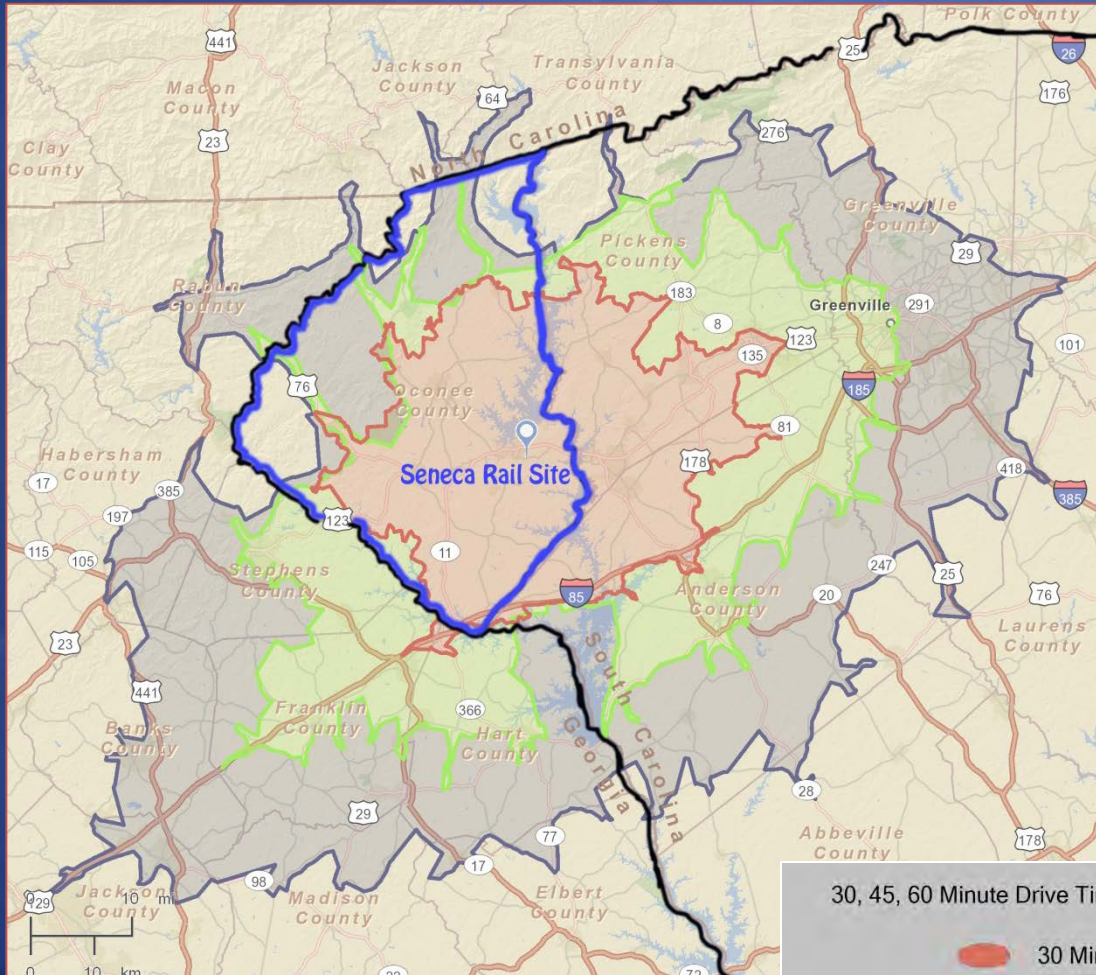 Polk County
441
25
26
Jackson
County
Transylvania
County
Macon
County
64
176
23
Clay
County
North Carolina
276
Greenville
County
Pickens
County
29
Rabun
County
183
Greenville
291
8
123
135
101
76
Oconee
County
185
81
Seneca Rail Site
178
Habersham
County
17
385
418
385
197
123
115
105
11
247
Stephens
County
85
25
Anderson
County
20
76
Laurens
County
23
South Carolina
441
Franklin
County
366
Banks
County
Hart
County
Georgia
28
29
77
Abbeville
County
178
17
98
Jackson
County
Madison
County
Elbert
County
129
0 10 mi
0 10 km
72
30, 45, 60 Minute Drive
30